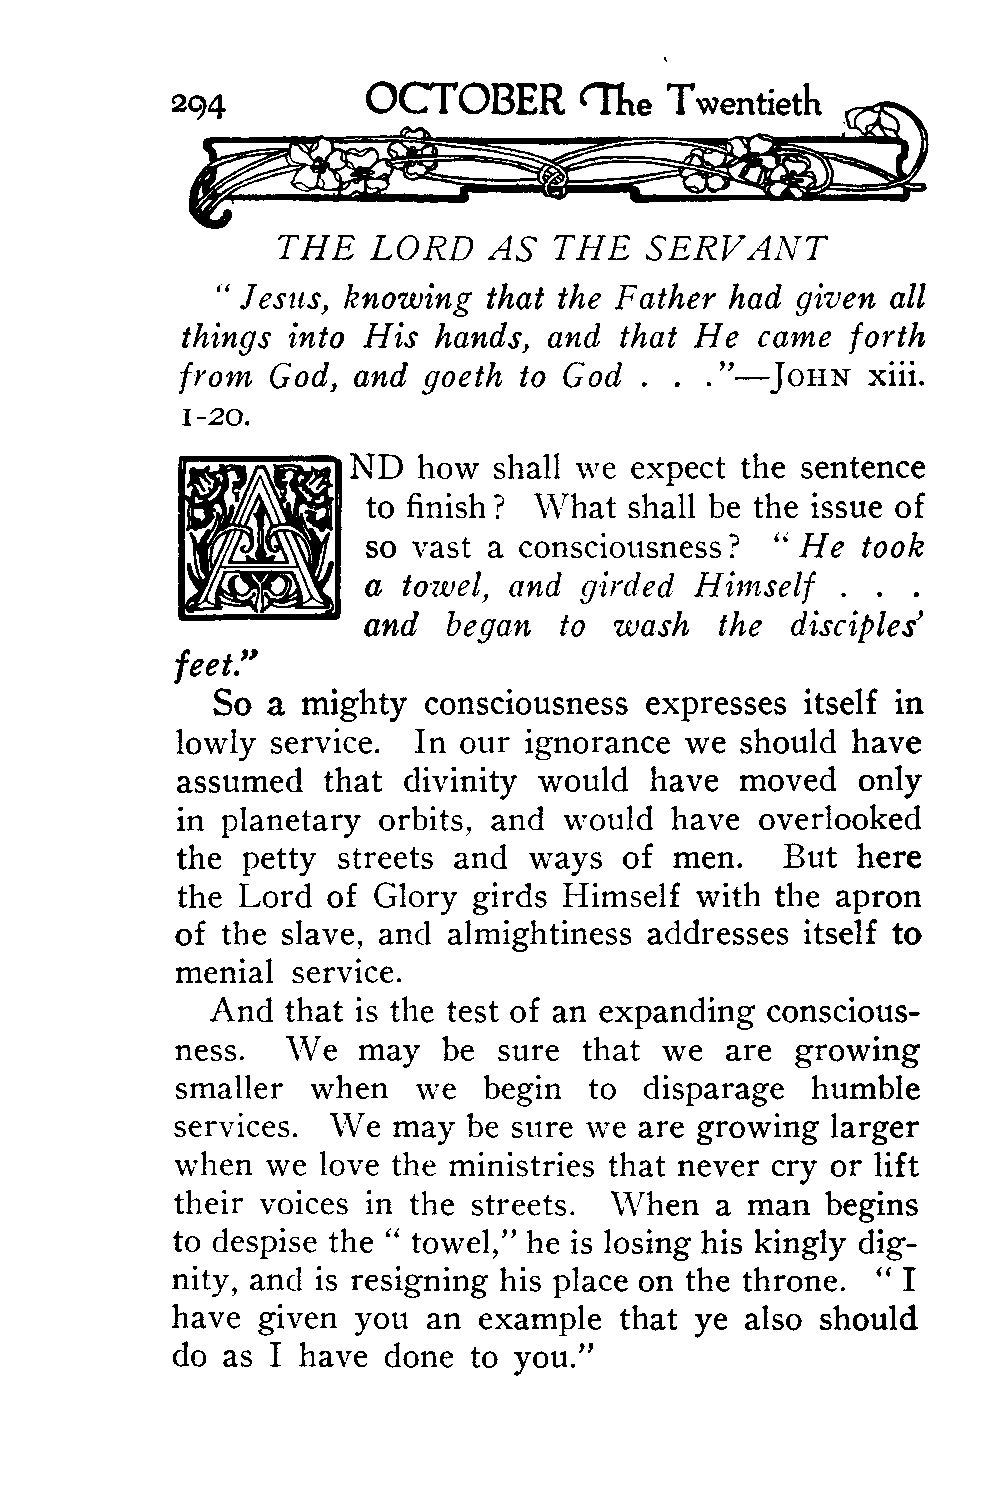 294 OCTOBER The Twentieth
THE LORD AS THE SERVANT
“ Jesus, knowing that the Father had given all
things into His hands, and that He came forth
from God, and goeth to God . . .”—JOHN xiii.
1-20.
AND how shall we expect the sentence
to finish ? What shall be the issue of
so vast a consciousness ? “ He took
a towel, and girded Himself . . .
and began to wash the disciples’
feet.”
So a mighty consciousness expresses itself in
lowly service. In our ignorance we should have
assumed that divinity would have moved only
in planetary orbits, and would have overlooked
the petty streets and ways of men. But here
the Lord of Glory girds Himself with the apron
of the slave, and almightiness addresses itself to
menial service.
And that is the test of an expanding conscious-
ness. We may be sure that we are growing
smaller when we begin to disparage humble
services. We may be sure we are growing larger
when we love the ministries that never cry or lift
their voices in the streets. When a man begins
to despise the “ towel,” he is losing his kingly dig-
nity, and is resigning his place on the throne. “ I
have given you an example that ye also should
do as I have done to you.”